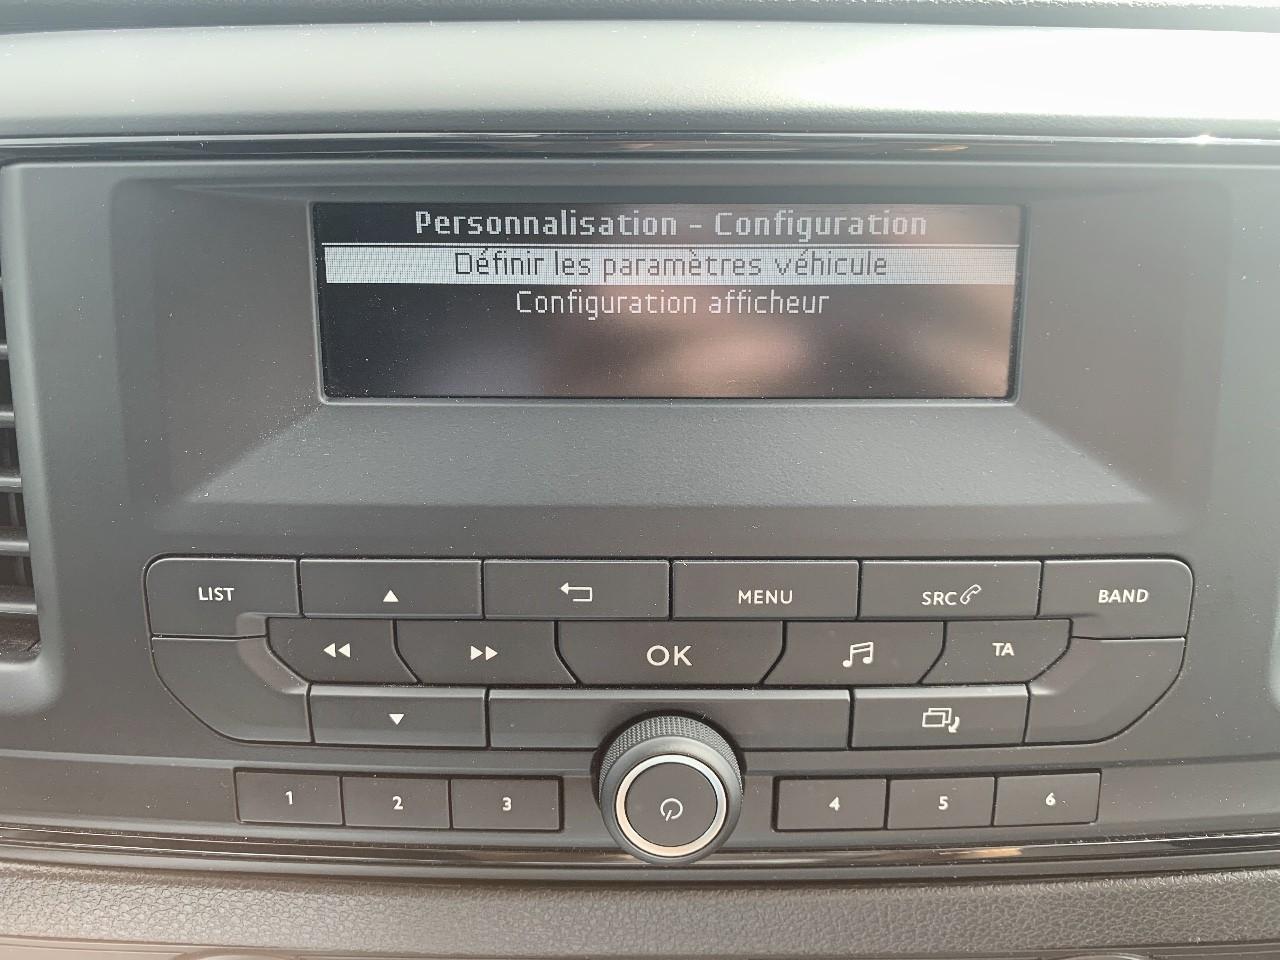 Personnalisation - Configuration
Définir les paramètres véhicule
Configuration afficheur
LIST
MENU
SRC
BAND
OK
TA
1
2
3
4
5
6